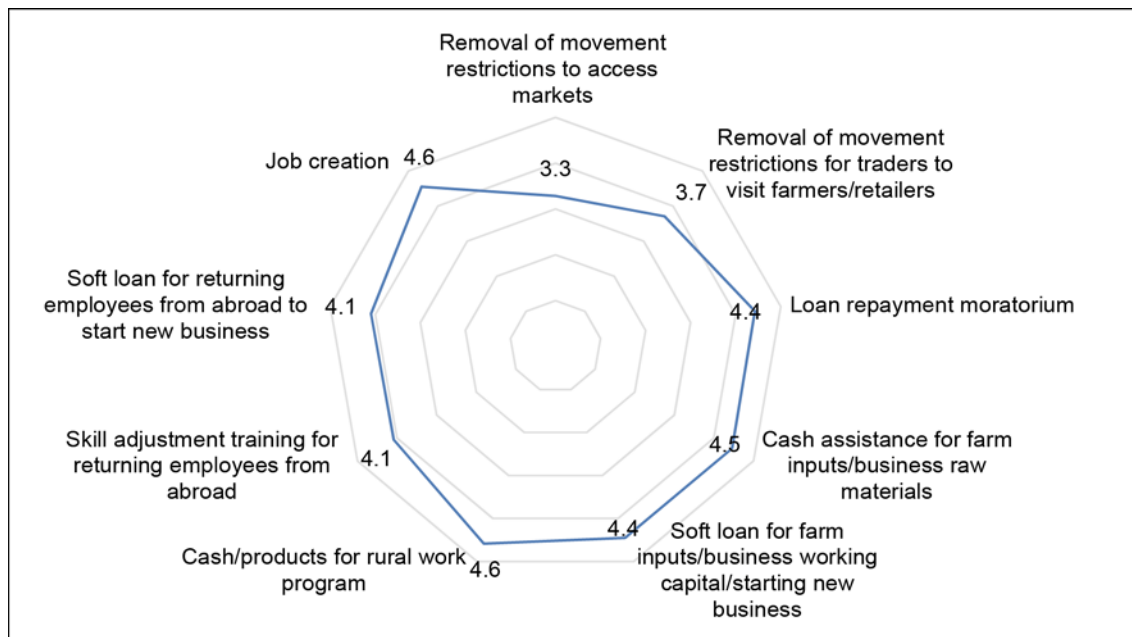 Removal of movement
restrictions to access
markets
3.3
Removal of movement
restrictions for traders to
visit farmers/retailers
3.7
Loan repayment moratorium
4.4
Cash assistance for farm
inputs/business raw
materials
4.5
Soft loan for farm
inputs/business working
capital/starting new
business
4.4
Cash/products for rural work
program
4.6
Skill adjustment training for
returning employees from
abroad
4.1
Soft loan for returning
employees from abroad to
start new business
4.1
Job creation
4.6